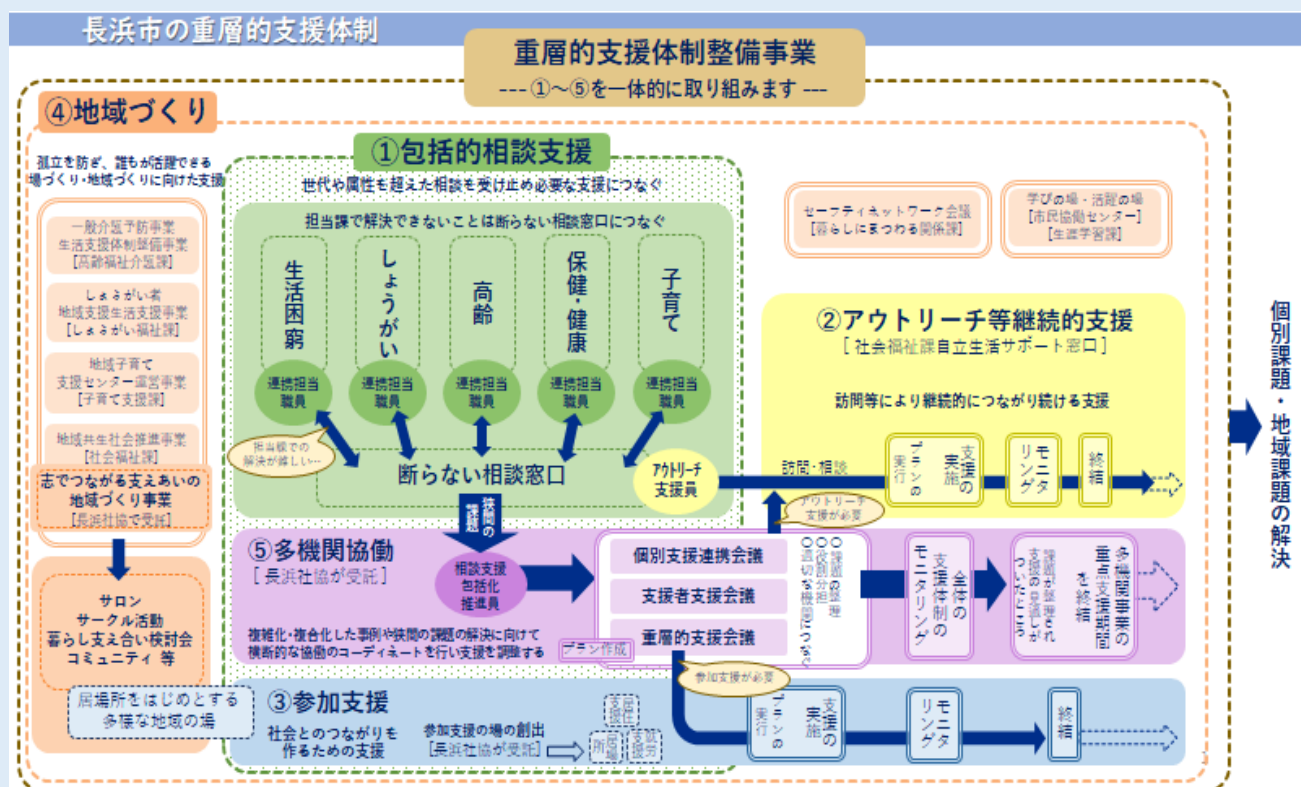 長浜市の重層的支援体制
重層的支援体制整備事業
--- ①～⑤を一体的に取り組みます ---
④地域づくり
孤立を防ぎ、誰もが活躍できる
場づくり・地域づくりに向けた支援
一般介護予防事業
生活支援体制整備事業
[高齢福祉介護課]
しょうがい者
地域支援生活支援事業
[しょうがい福祉課]
地域子育て
支援センター運営事業
[子育て支援課]
地域共生社会推進事業
[社会福祉課]
志でつながる支えあいの
地域づくり事業
[長浜社協で受託]
サロン
サークル活動
暮らし支え合い検討会
コミュニティ 等
居場所をはじめとする
多様な地域の場
①包括的相談支援
世代や属性を超えた相談を受け止め必要な支援につなぐ
担当課で解決できないことは断らない相談窓口につなぐ
生活困窮
しょうがい
高齢
保健・健康
子育て
連携担当
職員
連携担当
職員
連携担当
職員
連携担当
職員
連携担当
職員
担当課での
解決が難しい…
断らない相談窓口
アウトリーチ
支援員
狭間の
課題
セーフティネットワーク会議
[暮らしにまつわる関係課]
学びの場・活躍の場
[市民協働センター]
[生涯学習課]
②アウトリーチ等継続的支援
[ 社会福祉課自立生活サポート窓口 ]
訪問等により継続的につながり続ける支援
訪問・相談
支援の実施
プランの実行
モニタリング
終結
アウトリーチ
支援が必要
⑤多機関協働
[ 長浜社協が受託 ]
相談支援
包括化
推進員
複雑化・複合化した事例や狭間の課題の解決に向けて
横断的な協働のコーディネートを行い支援を調整する
プラン作成
個別支援連携会議
支援者支援会議
重層的支援会議
○課題の整理
○役割分担
○適切な機関につなぐ
全体の
支援体制の
モニタリング
多機関事業の
重点支援期間
を終結
課題が整理され
支援の見通しが
ついたところ
参加支援が必要
③参加支援
社会とのつながりを
作るための支援
参加支援の場の創出
[長浜社協が受託]
居住支援
居場所
就労支援
支援の実施
プランの実行
モニタリング
終結
個別課題・地域課題の解決